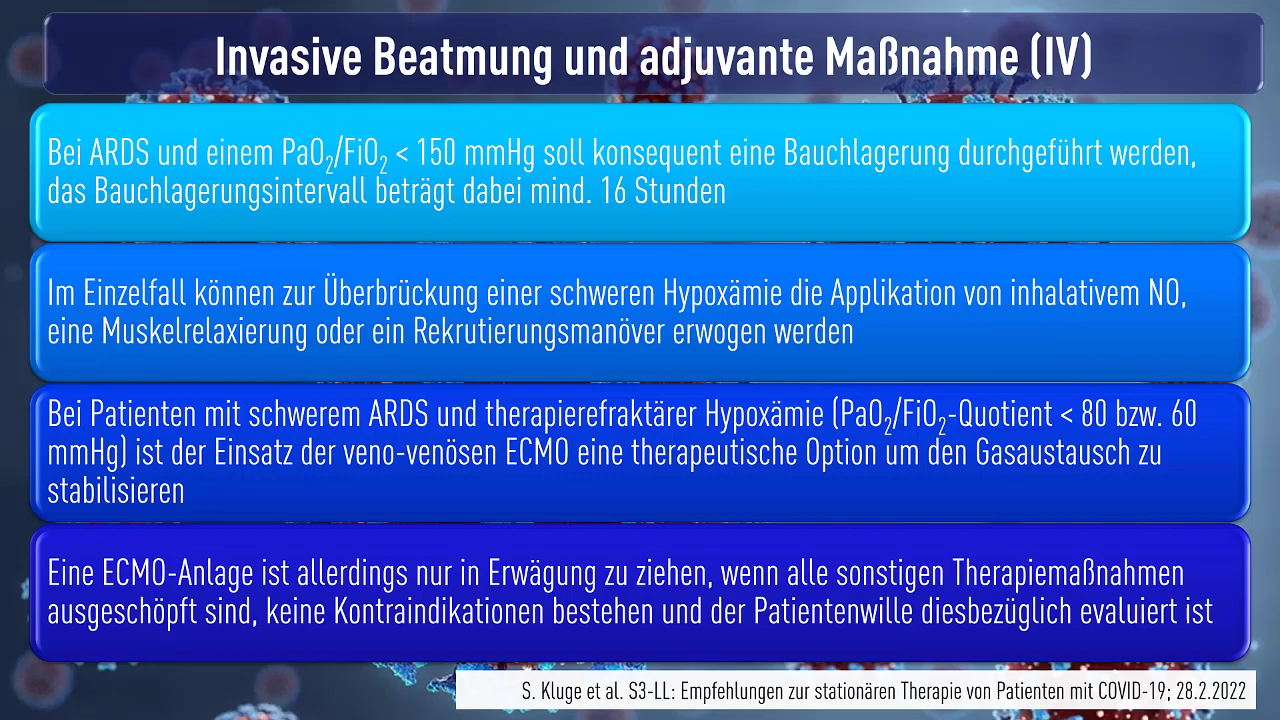 Invasive Beatmung und adjuvante Maßnahme (IV)
Bei ARDS und einem PaO₂/FiO₂ < 150 mmHg soll konsequent eine Bauchlagerung durchgeführt werden,
das Bauchlagerungsintervall beträgt dabei mind. 16 Stunden
Im Einzelfall können zur Überbrückung einer schweren Hypoxämie die Applikation von inhalativem NO,
eine Muskelrelaxierung oder ein Rekrutierungsmanöver erwogen werden
Bei Patienten mit schwerem ARDS und therapierefraktärer Hypoxämie (PaO₂/FiO₂-Quotient < 80 bzw. 60
mmHg) ist der Einsatz der veno-venösen ECMO eine therapeutische Option um den Gasaustausch zu
stabilisieren
Eine ECMO-Anlage ist allerdings nur in Erwägung zu ziehen, wenn alle sonstigen Therapiemaßnahmen
ausgeschöpft sind, keine Kontraindikationen bestehen und der Patientenwille diesbezüglich evaluiert ist
S. Kluge et al. S3-LL: Empfehlungen zur stationären Therapie von Patienten mit COVID-19; 28.2.2022